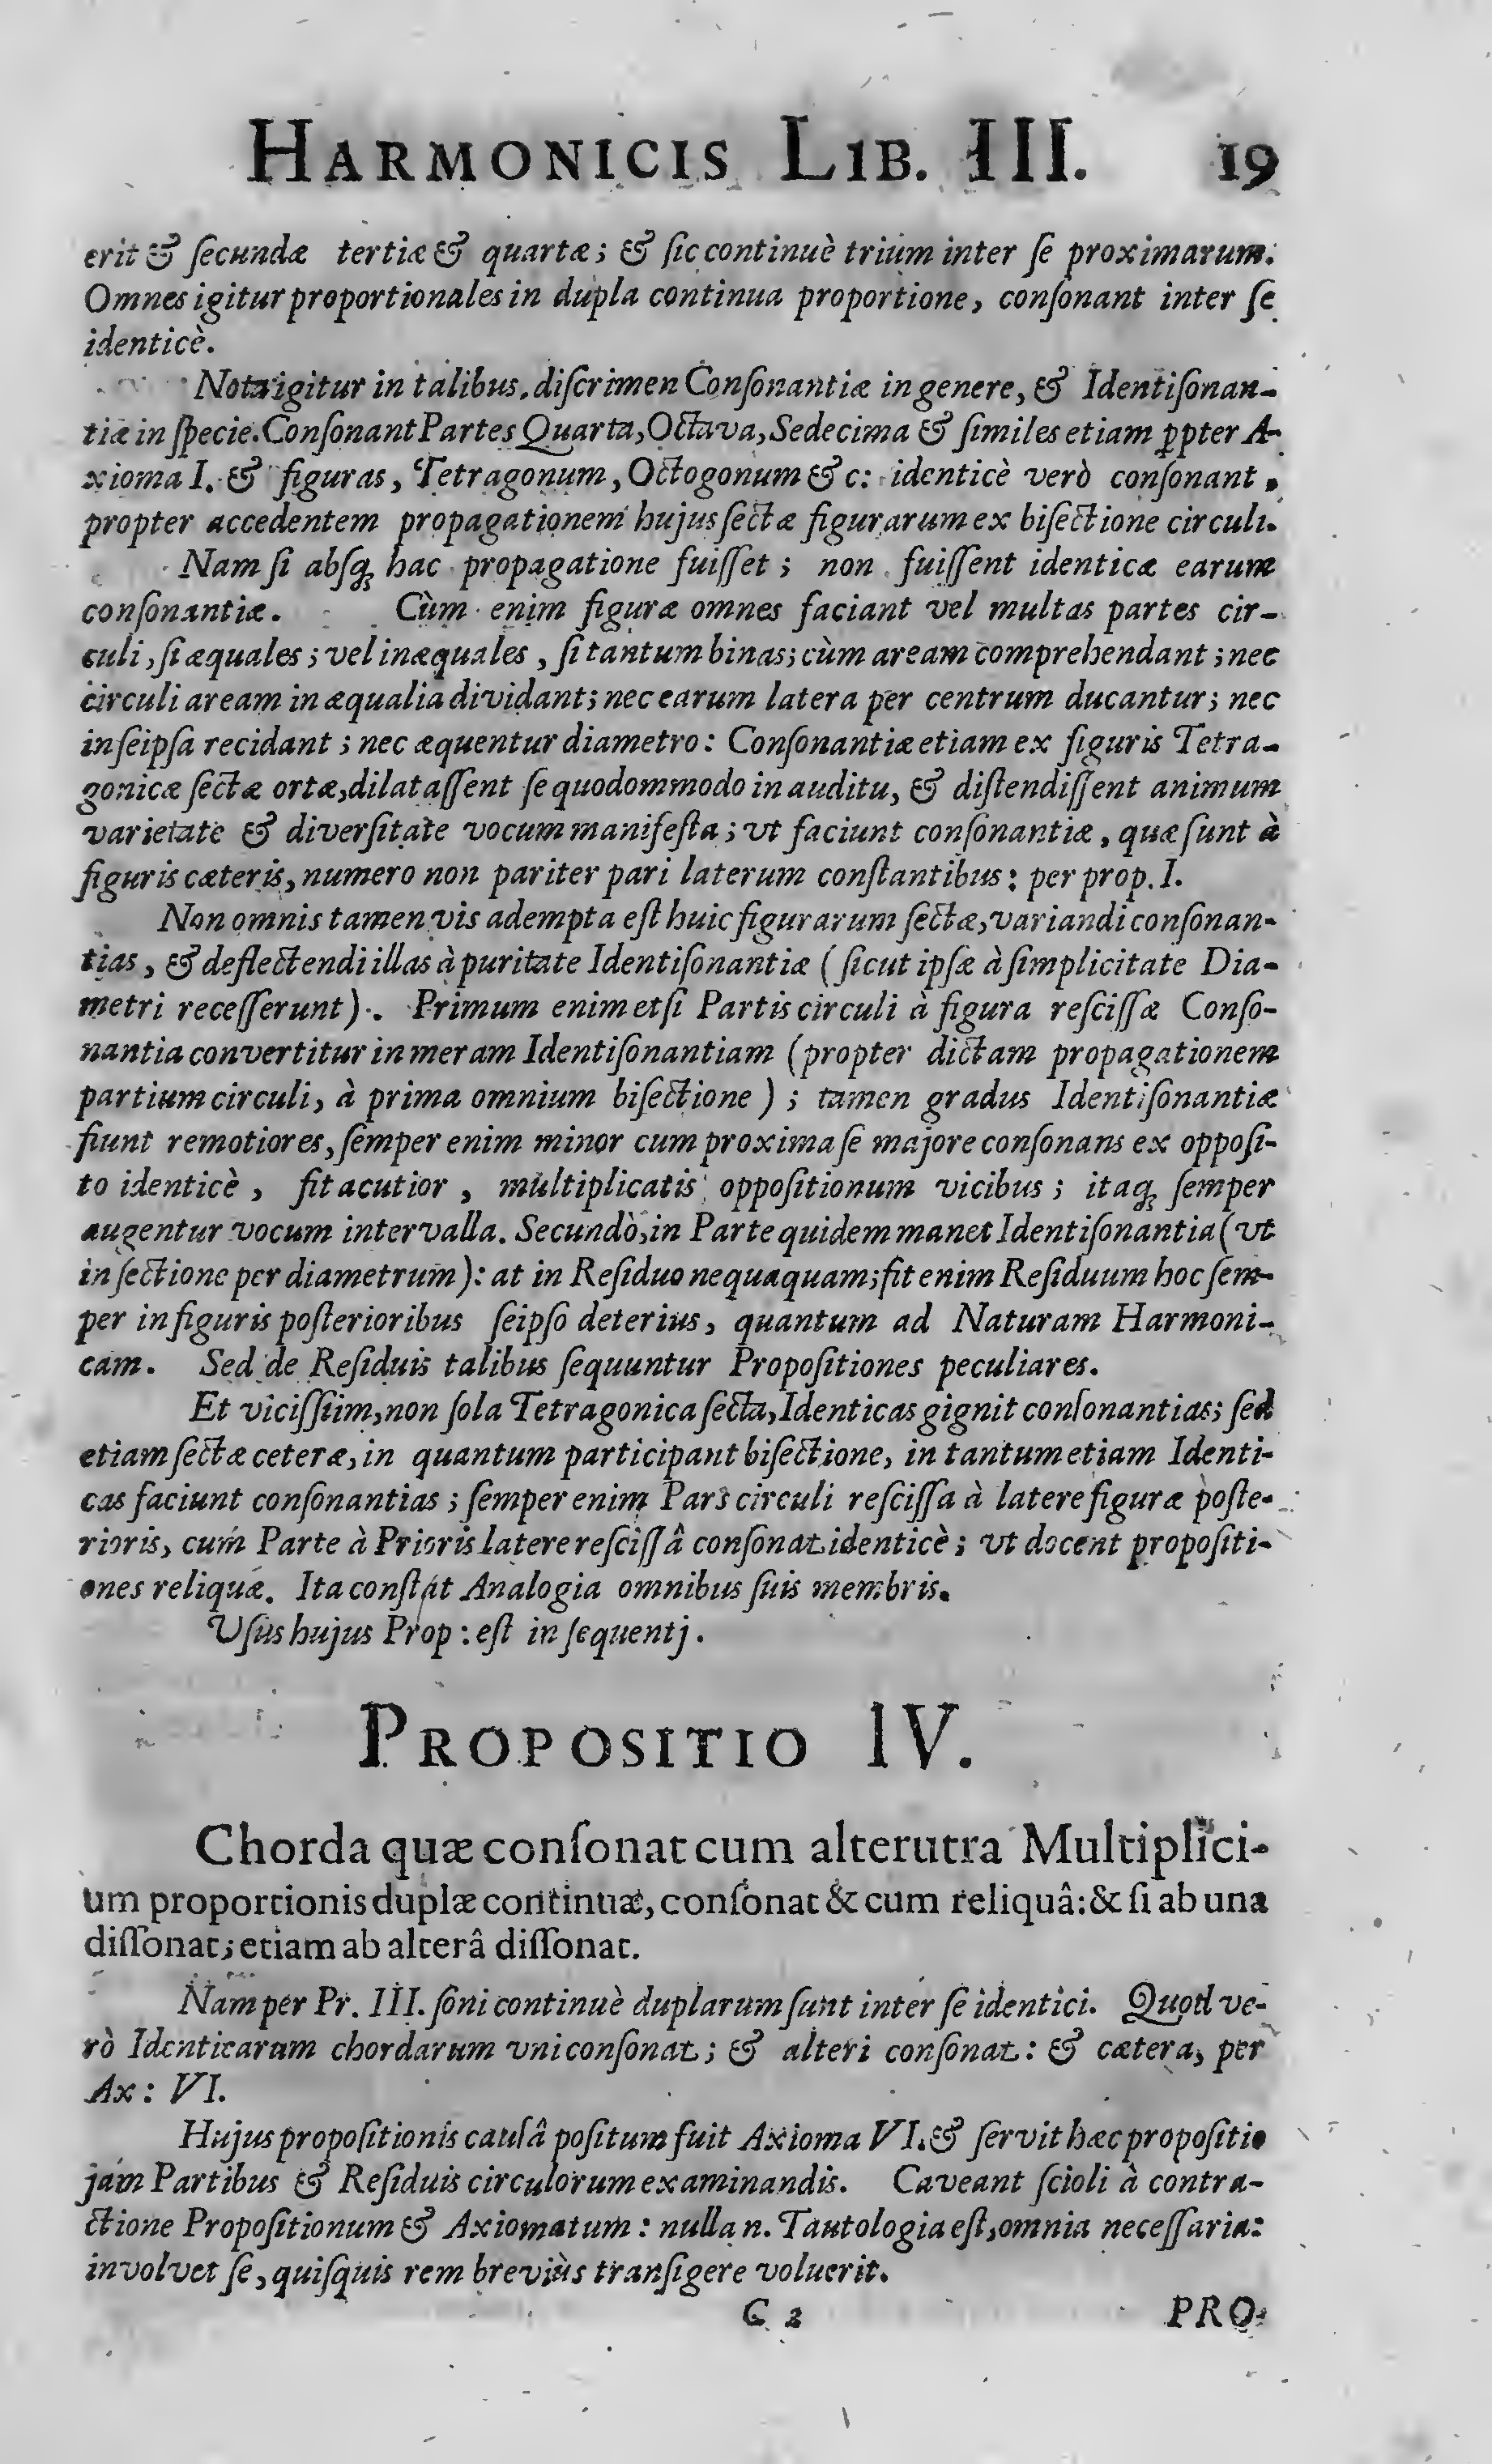 HARMONICIS LIB. III. 19
erit & ſecundæ tertiæ & quartæ; & ſic continuè trium inter ſe proximarum.
Omnes igitur proportionales in dupla continua proportione, conſonant inter ſe
identicè.
Nota igitur in talibus, diſcrimen Conſonantiæ in genere, & Identiſonan-
tiæ in ſpecie. Conſonant Partes Quarta, Octava, Sedecima & ſimiles etiam ꝓpter A-
xioma I. & figuras, Tetragonum, Octogonum & c: identicè verò conſonant,
propter accedentem propagationem hujus ſectæ figurarum ex biſectione circuli.
Nam ſi abſqꝫ hac propagatione fuiſſet; non fuiſſent identicæ earum
conſonantiæ. Cùm enim figuræ omnes faciant vel multas partes cir-
culi, ſi æquales; vel inæquales, ſi tantum binas; cùm aream comprehendant; nec
circuli aream in æqualia dividant; nec earum latera per centrum ducantur; nec
in ſeipſa recidant; nec æquentur diametro: Conſonantiæ etiam ex figuris Tetra-
gonicæ ſectæ ortæ, dilataſſent ſe quodommodo in auditu, & diſtendiſſent animum
varietate & diverſitate vocum manifeſta; ut faciunt conſonantiæ, quæ ſunt à
figuris cæteris, numero non pariter pari laterum conſtantibus: per prop. I.
Non omnis tamen vis adempta eſt huic figurarum ſectæ, variandi conſonan-
tias, & deflectendi illas à puritate Identiſonantiæ (ſicut ipſæ à ſimplicitate Dia-
metri receſſerunt). Primum enim etſi Partis circuli à figura reſciſſæ Conſo-
nantia convertitur in meram Identiſonantiam (propter dictam propagationem
partium circuli, à prima omnium biſectione); tamen gradus Identiſonantiæ
fiunt remotiores, ſemper enim minor cum proxima ſe majore conſonans ex oppoſi-
to identicè, fit acutior, multiplicatis oppoſitionum vicibus; itaqꝫ ſemper
augentur vocum intervalla. Secundò, in Parte quidem manet Identiſonantia (ut
in ſectione per diametrum): at in Reſiduo nequaquam; fit enim Reſiduum hoc ſem-
per in figuris poſterioribus ſeipſo deterius, quantum ad Naturam Harmoni-
cam. Sed de Reſiduis talibus ſequuntur Propoſitiones peculiares.
Et viciſſim, non ſola Tetragonica ſecta, Identicas gignit conſonantias; ſed
etiam ſectæ ceteræ, in quantum participant biſectione, in tantum etiam Identi-
cas faciunt conſonantias; ſemper enim Pars circuli reſciſſa à latere figuræ poſte-
rioris, cum Parte à Prioris latere reſciſſâ conſonat identicè; ut docent propoſiti-
ones reliquæ. Ita conſtat Analogia omnibus ſuis membris.
Uſus hujus Prop: eſt in ſequentj.
PROPOSITIO IV.
Chorda quæ conſonat cum alterutra Multiplici-
um proportionis duplæ continuæ, conſonat & cum reliquâ: & ſi ab una
diſſonat; etiam ab alterâ diſſonat.
Nam per Pr. III. ſoni continuè duplarum ſunt inter ſe identici. Quod ve-
rò Identicarum chordarum uni conſonat; & alteri conſonat: & cætera, per
Ax: VI.
Hujus propoſitionis cauſâ poſitum fuit Axioma VI. & ſervit hæc propoſitio
jam Partibus & Reſiduis circulorum examinandis. Caveant ſcioli à contra-
ctione Propoſitionum & Axiomatum: nulla n. Tautologia eſt, omnia neceſſaria:
involvet ſe, quiſquis rem breviùs tranſigere voluerit.
C 2 PRO-